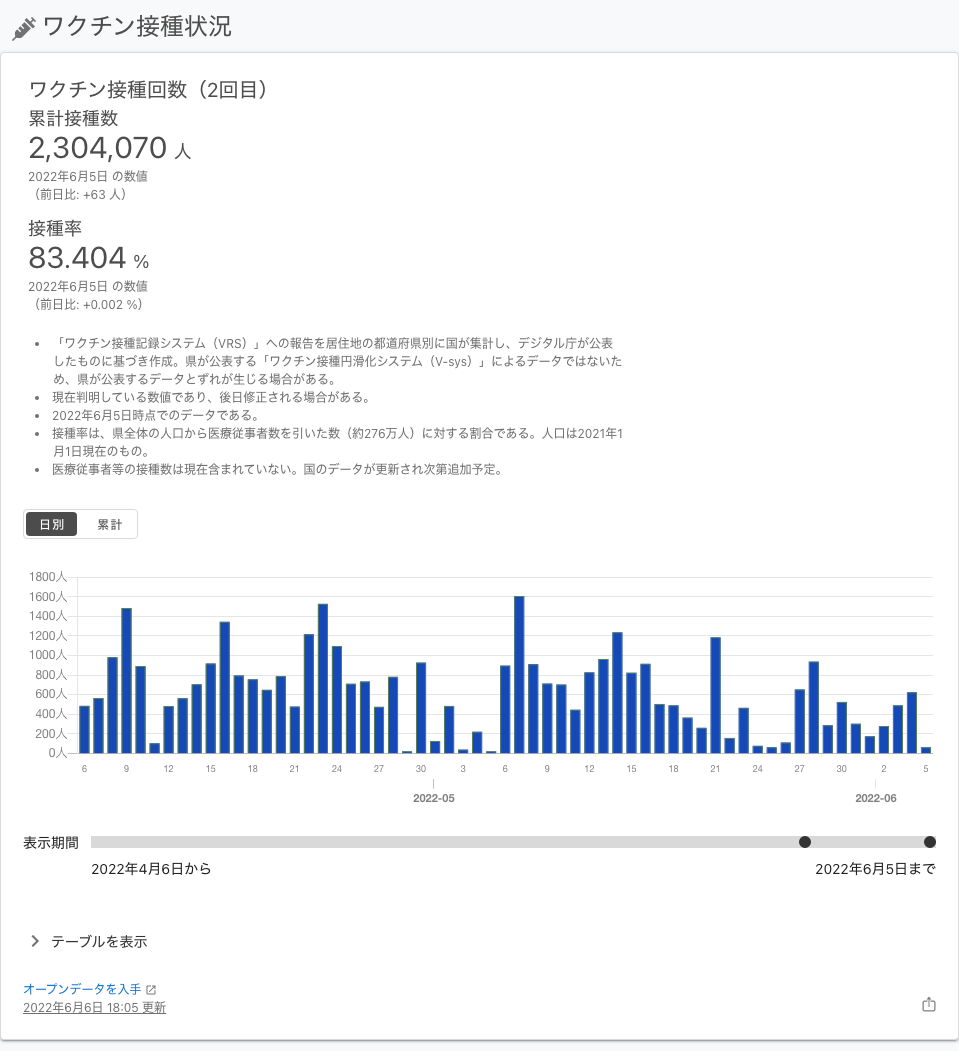 ワクチン接種状況
ワクチン接種回数（2回目）
累計接種数
2,304,070 人
2022年6月5日 の数値
（前日比: +63 人）
接種率
83.404 %
2022年6月5日 の数値
（前日比: +0.002 %）
• 「ワクチン接種記録システム（VRS）」への報告を居住地の都道府県別に国が集計し、デジタル庁が公表
したものに基づき作成。県が公表する「ワクチン接種円滑化システム（V-sys）」によるデータではないた
め、県が公表するデータとずれが生じる場合がある。
• 現在判明している数値であり、後日修正される場合がある。
• 2022年6月5日時点でのデータである。
• 接種率は、県全体の人口から医療従事者数を引いた数（約276万人）に対する割合である。人口は2021年1
月1日現在のもの。
• 医療従事者等の接種数は現在含まれていない。国のデータが更新され次第追加予定。
日別 累計
1800人
1600人
1400人
1200人
1000人
800人
600人
400人
200人
0人
6 9 12 15 18 21 24 27 30 3 6 9 12 15 18 21 24 27 30 2 5
2022-05 2022-06
表示期間
2022年4月6日から 2022年6月5日まで
テーブルを表示
オープンデータを入手
2022年6月6日 18:05 更新